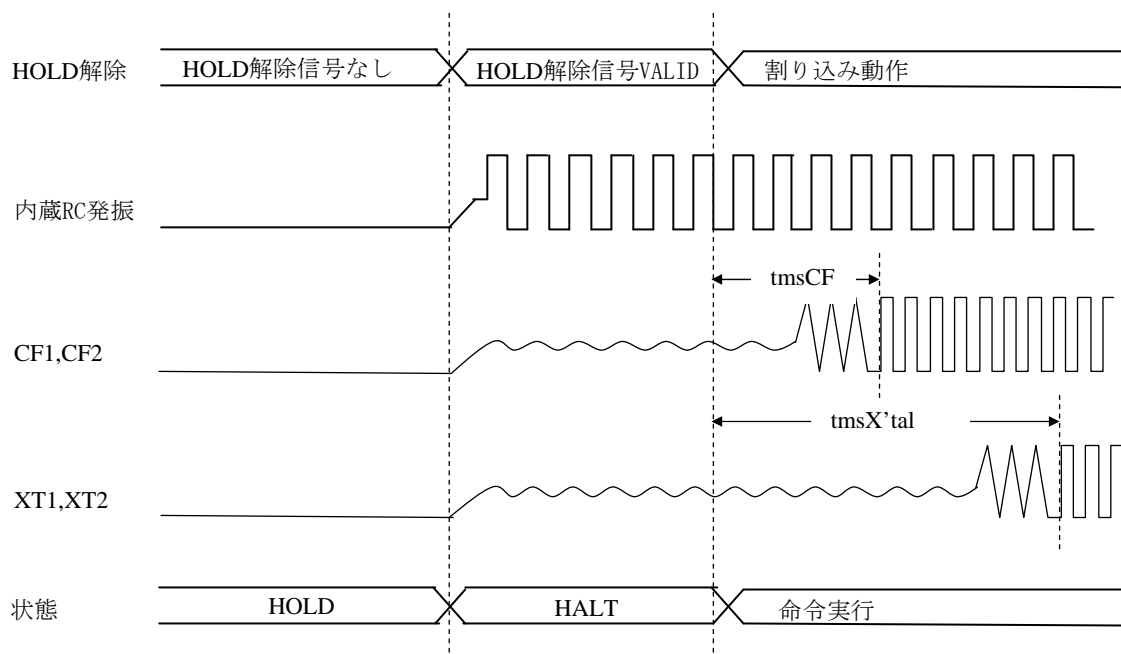 HOLD解除
HOLD解除信号なし
HOLD解除信号VALID
割り込み動作
内蔵RC発振
tmsCF
CF1,CF2
tmsX’tal
XT1,XT2
状態
HOLD
HALT
命令実行